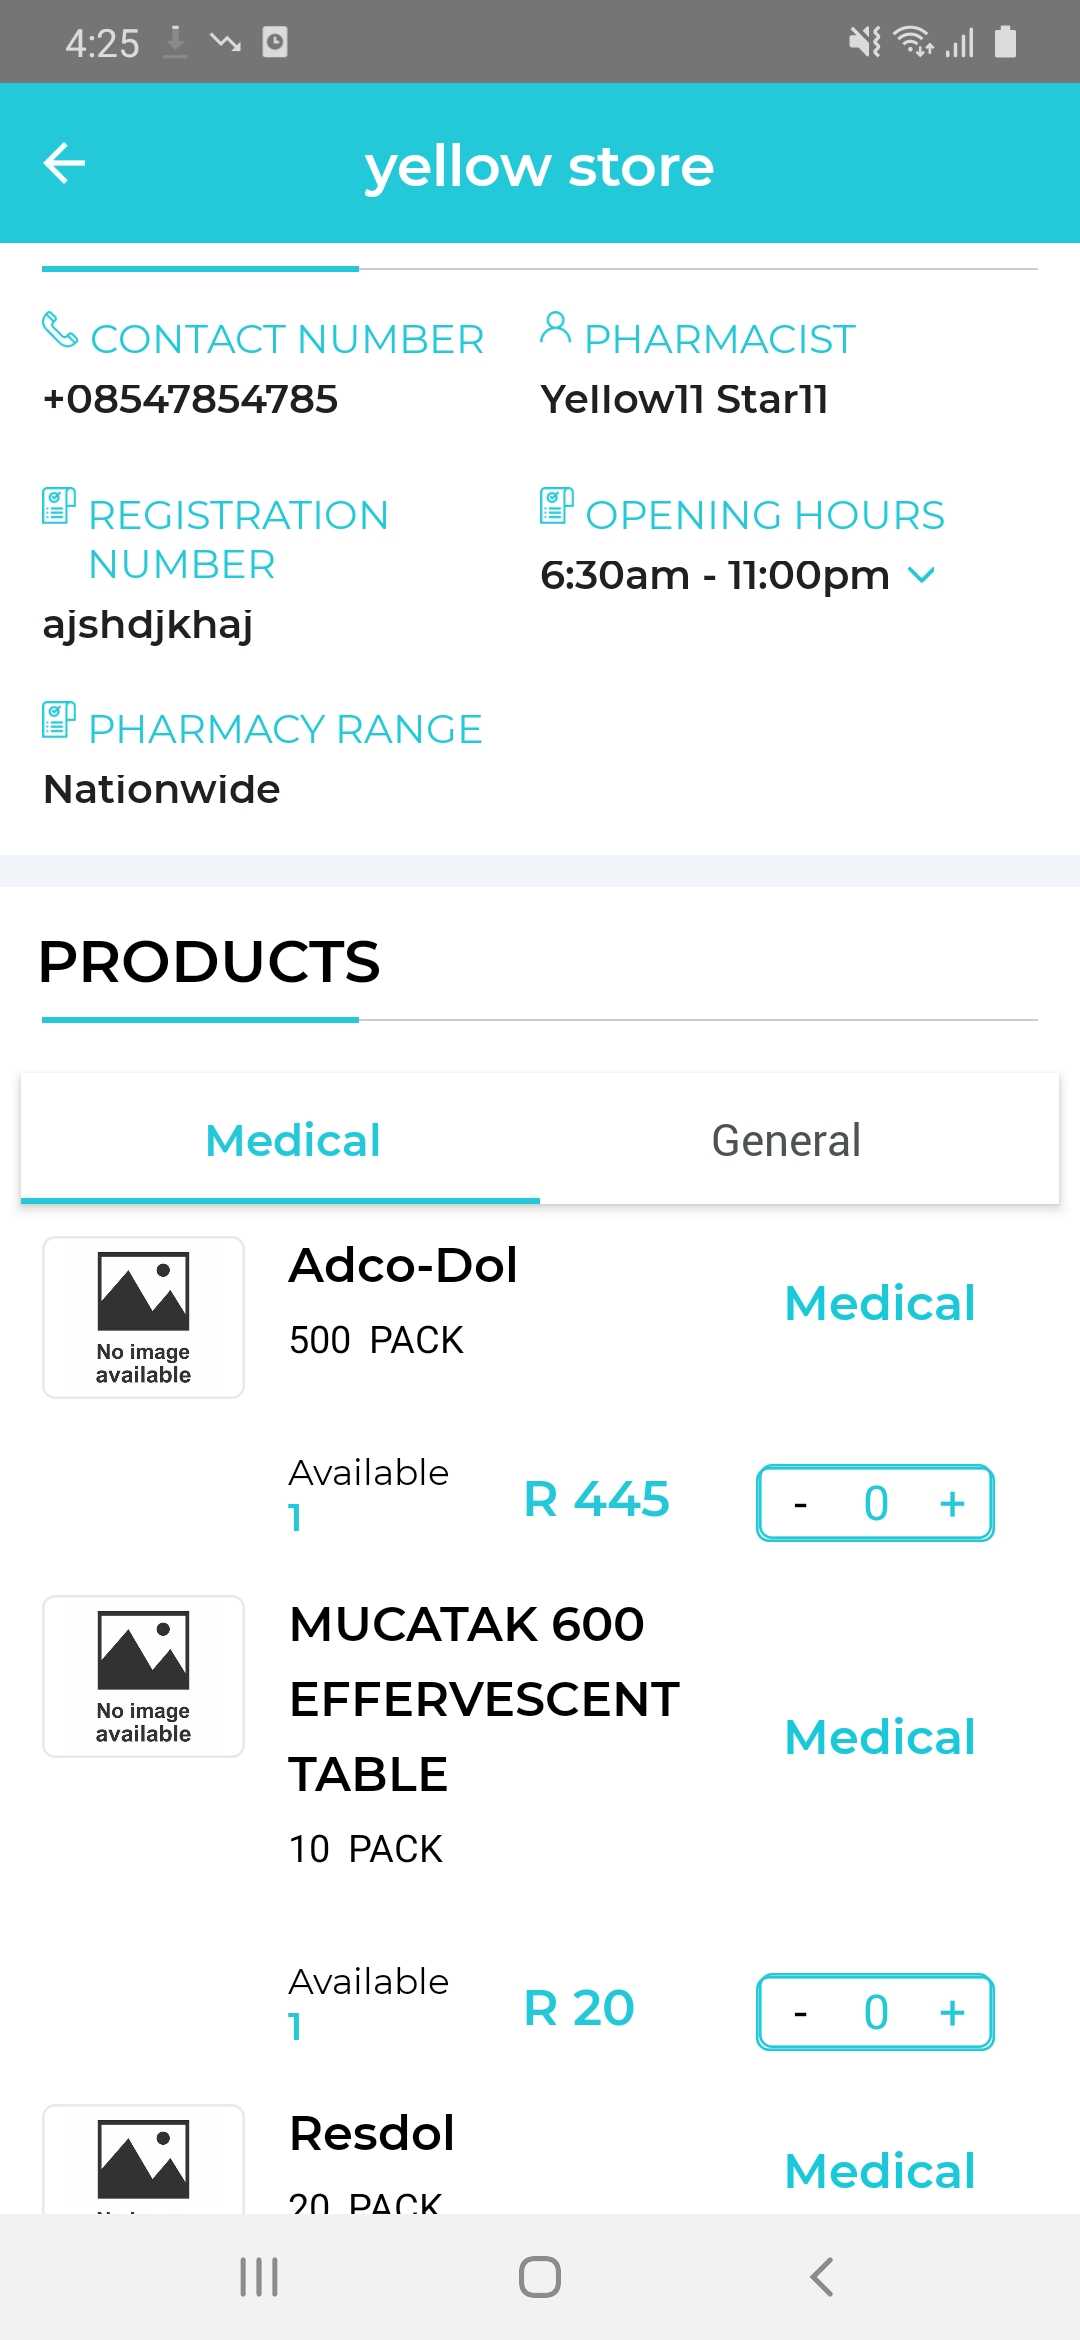 4:25
yellow store
CONTACT NUMBER
+08547854785
PHARMACIST
Yellow11 Star11
REGISTRATION
NUMBER
ajshdjkhaj
OPENING HOURS
6:30am - 11:00pm
PHARMACY RANGE
Nationwide
PRODUCTS
Medical
General
No image
available
Adco-Dol
500 PACK
Medical
Available
1
R 445
- 0 +
No image
available
MUCATAK 600
EFFERVESCENT
TABLE
10 PACK
Medical
Available
1
R 20
- 0 +
Resdol
20 PACK
Medical